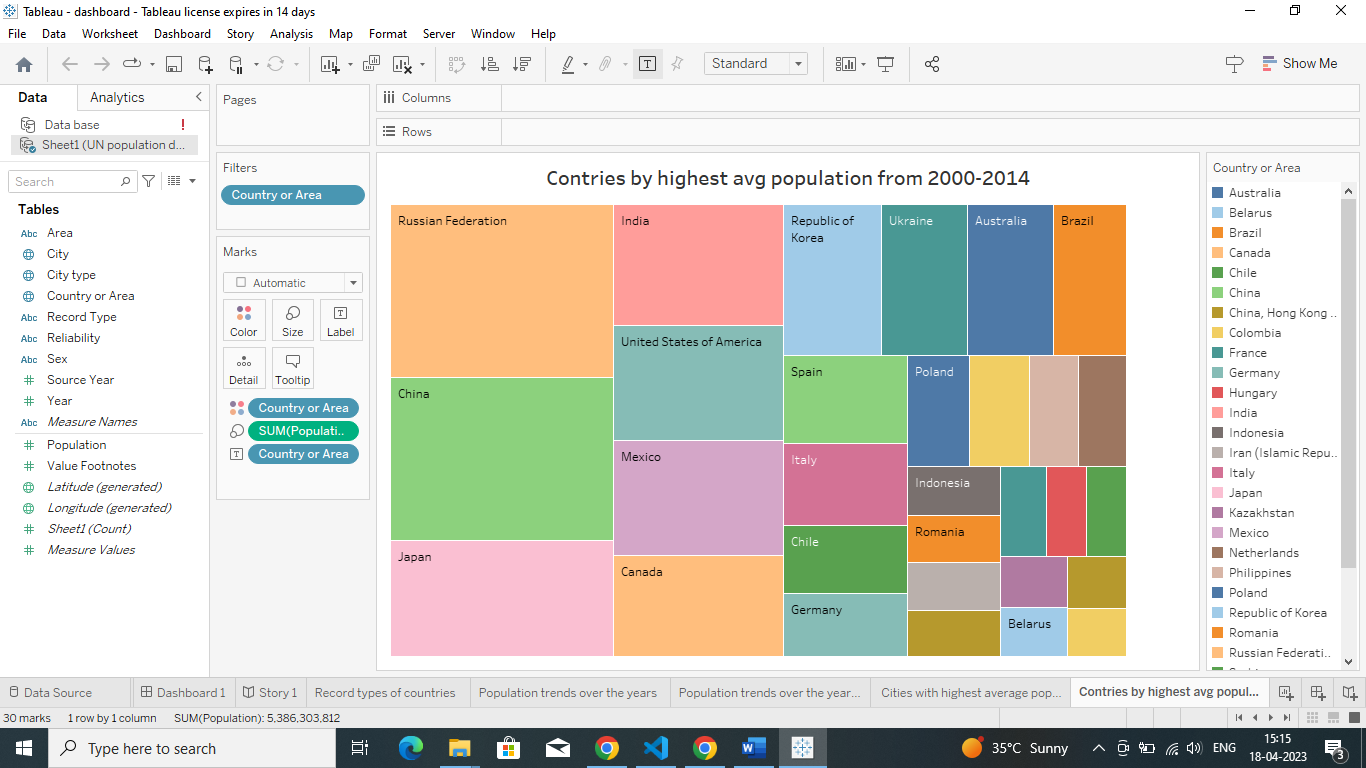 Tableau - dashboard - Tableau license expires in 14 days
File Data Worksheet Dashboard Story Analysis Map Format Server Window Help
Standard
Show Me
Data Analytics
Pages
Columns
Data base
Sheet1 (UN population d...
Rows
Search
Filters
Country or Area
Tables
Abc Area
City
City type
Country or Area
Abc Record Type
Abc Reliability
Abc Sex
Source Year
Year
Abc Measure Names
Population
Value Footnotes
Latitude (generated)
Longitude (generated)
Sheet1 (Count)
Measure Values
Marks
Automatic
Color Size Label
Detail Tooltip
Country or Area
SUM(Populati..
Country or Area
Contries by highest avg population from 2000-2014
Russian Federation
India
Republic of
Korea
Ukraine
Australia
Brazil
United States of America
China
Spain
Poland
Mexico
Italy
Indonesia
Romania
Japan
Canada
Chile
Germany
Belarus
Country or Area
Australia
Belarus
Brazil
Canada
Chile
China
China, Hong Kong ..
Colombia
France
Germany
Hungary
India
Indonesia
Iran (Islamic Repu..
Italy
Japan
Kazakhstan
Mexico
Netherlands
Philippines
Poland
Republic of Korea
Romania
Russian Federati..
Data Source Dashboard 1 Story 1 Record types of countries Population trends over the years Population trends over the year... Cities with highest average pop... Contries by highest avg popul...
30 marks 1 row by 1 column SUM(Population): 5,386,303,812
Type here to search
35°C Sunny
ENG
15:15
18-04-2023
3